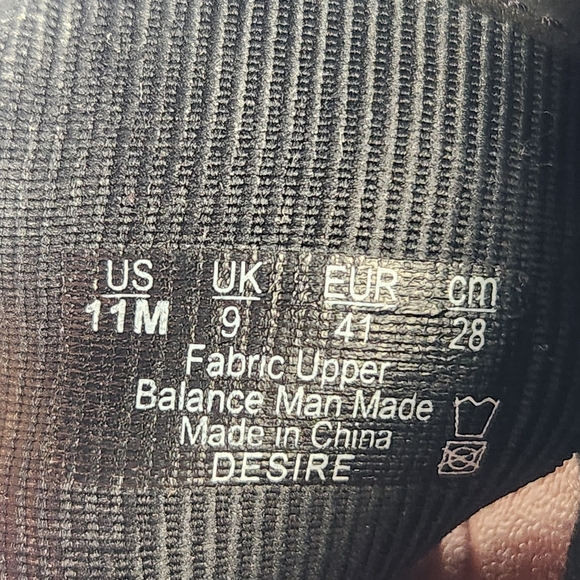 US UK EUR cm
11M 9 41 28
Fabric Upper
Balance Man Made
Made in China
DESIRE